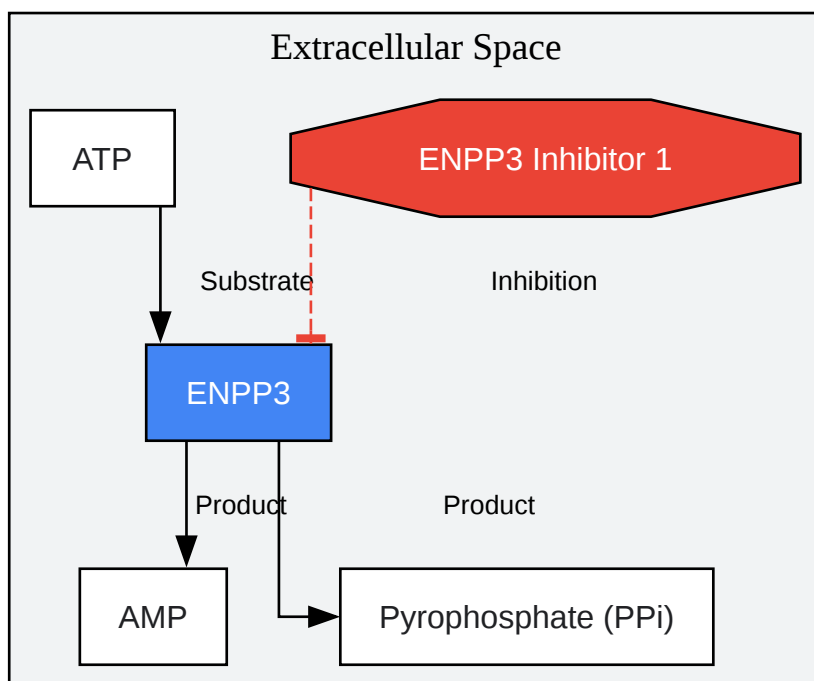 Extracellular Space
ATP
ENPP3 Inhibitor 1
Substrate
Inhibition
ENPP3
Product
Product
AMP
Pyrophosphate (PPi)